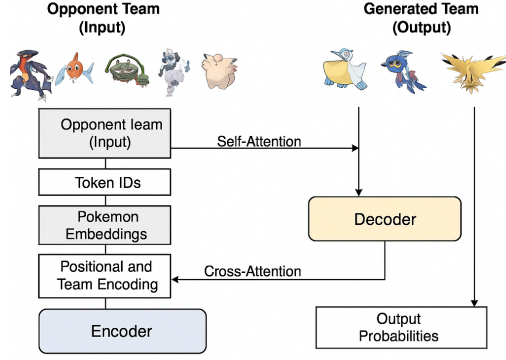 Opponent Team
(Input)
Generated Team
(Output)
Opponent leam
(Input)
Self-Attention
Token IDs
Pokemon
Embeddings
Decoder
Positional and
Team Encoding
Cross-Attention
Encoder
Output
Probabilities